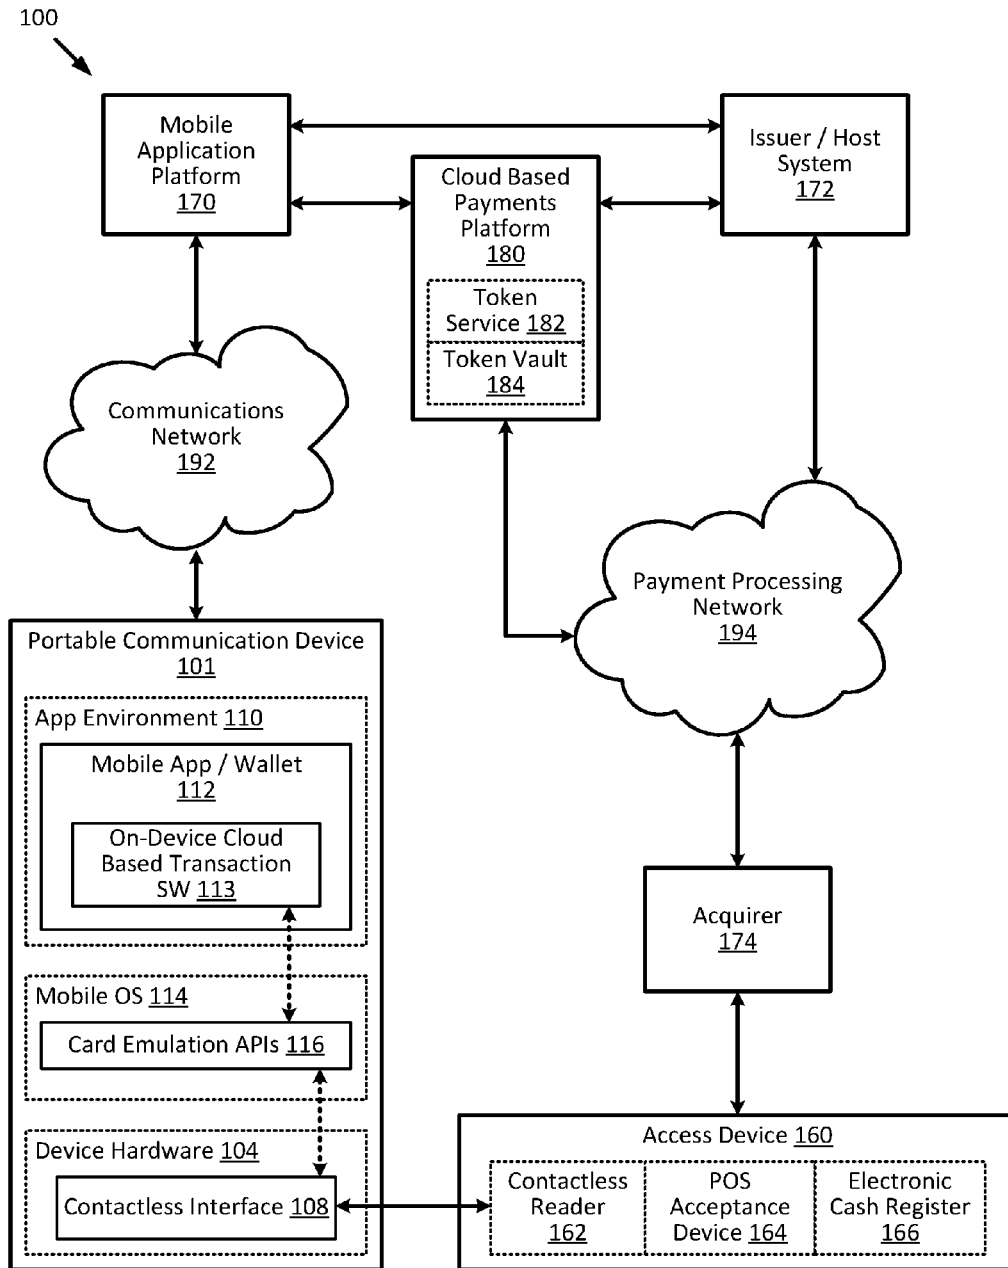 100
Mobile
Application
Platform
170
Issuer / Host
System
172
Cloud Based
Payments
Platform
180
Token
Service 182
Token Vault
184
Communications
Network
192
Payment Processing
Network
194
Portable Communication Device
101
App Environment 110
Mobile App / Wallet
112
On-Device Cloud
Based Transaction
SW 113
Mobile OS 114
Card Emulation APIs 116
Device Hardware 104
Contactless Interface 108
Acquirer
174
Access Device 160
Contactless
Reader
162
POS
Acceptance
Device 164
Electronic
Cash Register
166